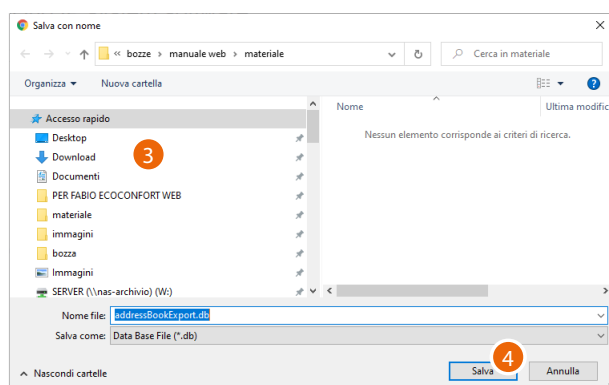 Salva con nome
« bozze › manuale web › materiale
Cerca in materiale
Organizza
Nuova cartella
Nome
Ultima modific
Accesso rapido
Desktop
Download
Documenti
PER FABIO ECOCONFORT WEB
materiale
immagini
bozza
Immagini
SERVER (\\nas-archivio) (W:)
3
Nessun elemento corrisponde ai criteri di ricerca.
Nome file: addressBookExport.db
Salva come: Data Base File (*.db)
4
Nascondi cartelle
Salva
Annulla